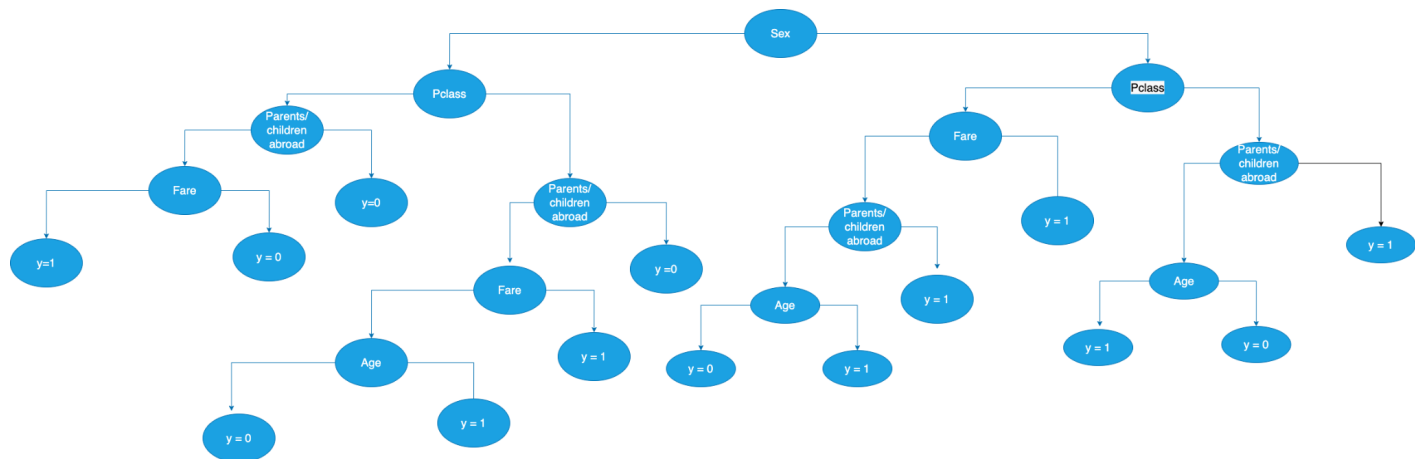 Sex
Pclass
Pclass
Parents/
children
abroad
Fare
Parents/
children
abroad
Fare
y=0
Parents/
children
abroad
Parents/
children
abroad
y = 1
y = 1
y=1
y = 0
y =0
Fare
Age
y = 1
Age
y = 1
y = 1
y = 0
Age
y = 0
y = 1
y = 0
y = 1